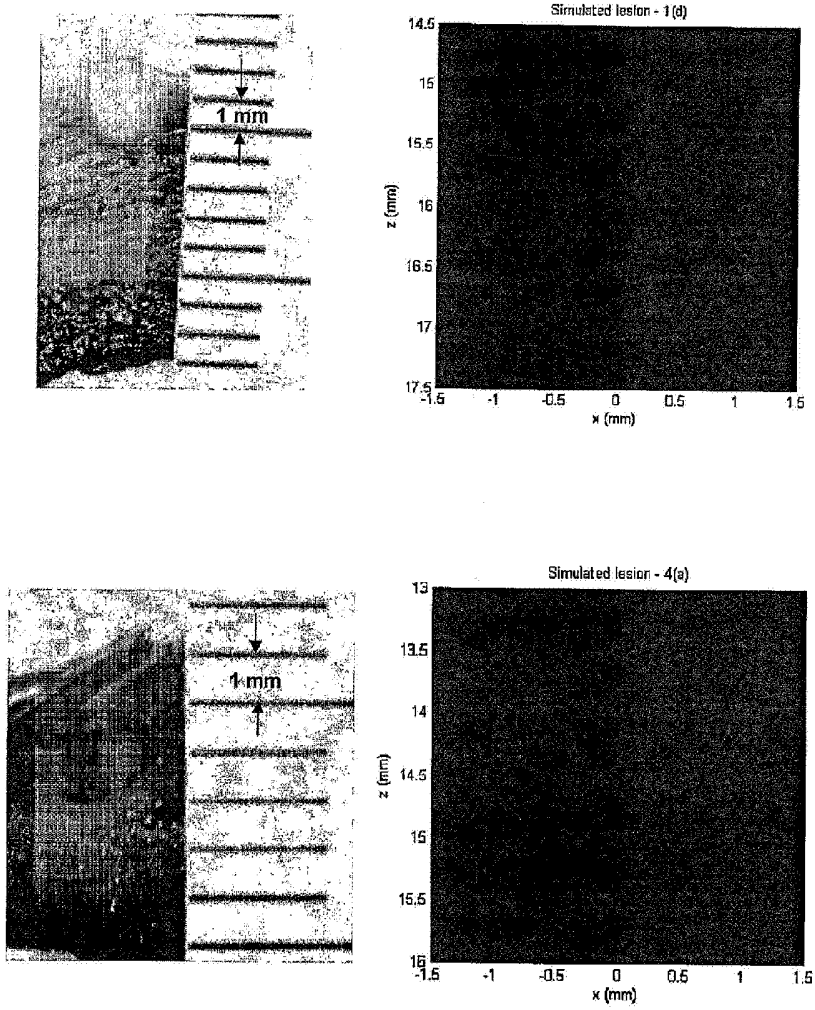 Simulated lesion - 1(d)
1 mm
14.5
15
15.5
16
16.5
17
17.5
z (mm)
-1.5 -1 -0.5 0 0.5 1 1.5
x (mm)
Simulated lesion - 4(a)
1 mm
13
13.5
14
14.5
15
15.5
16
z (mm)
-1.5 -1 -0.5 0 0.5 1 1.5
x (mm)